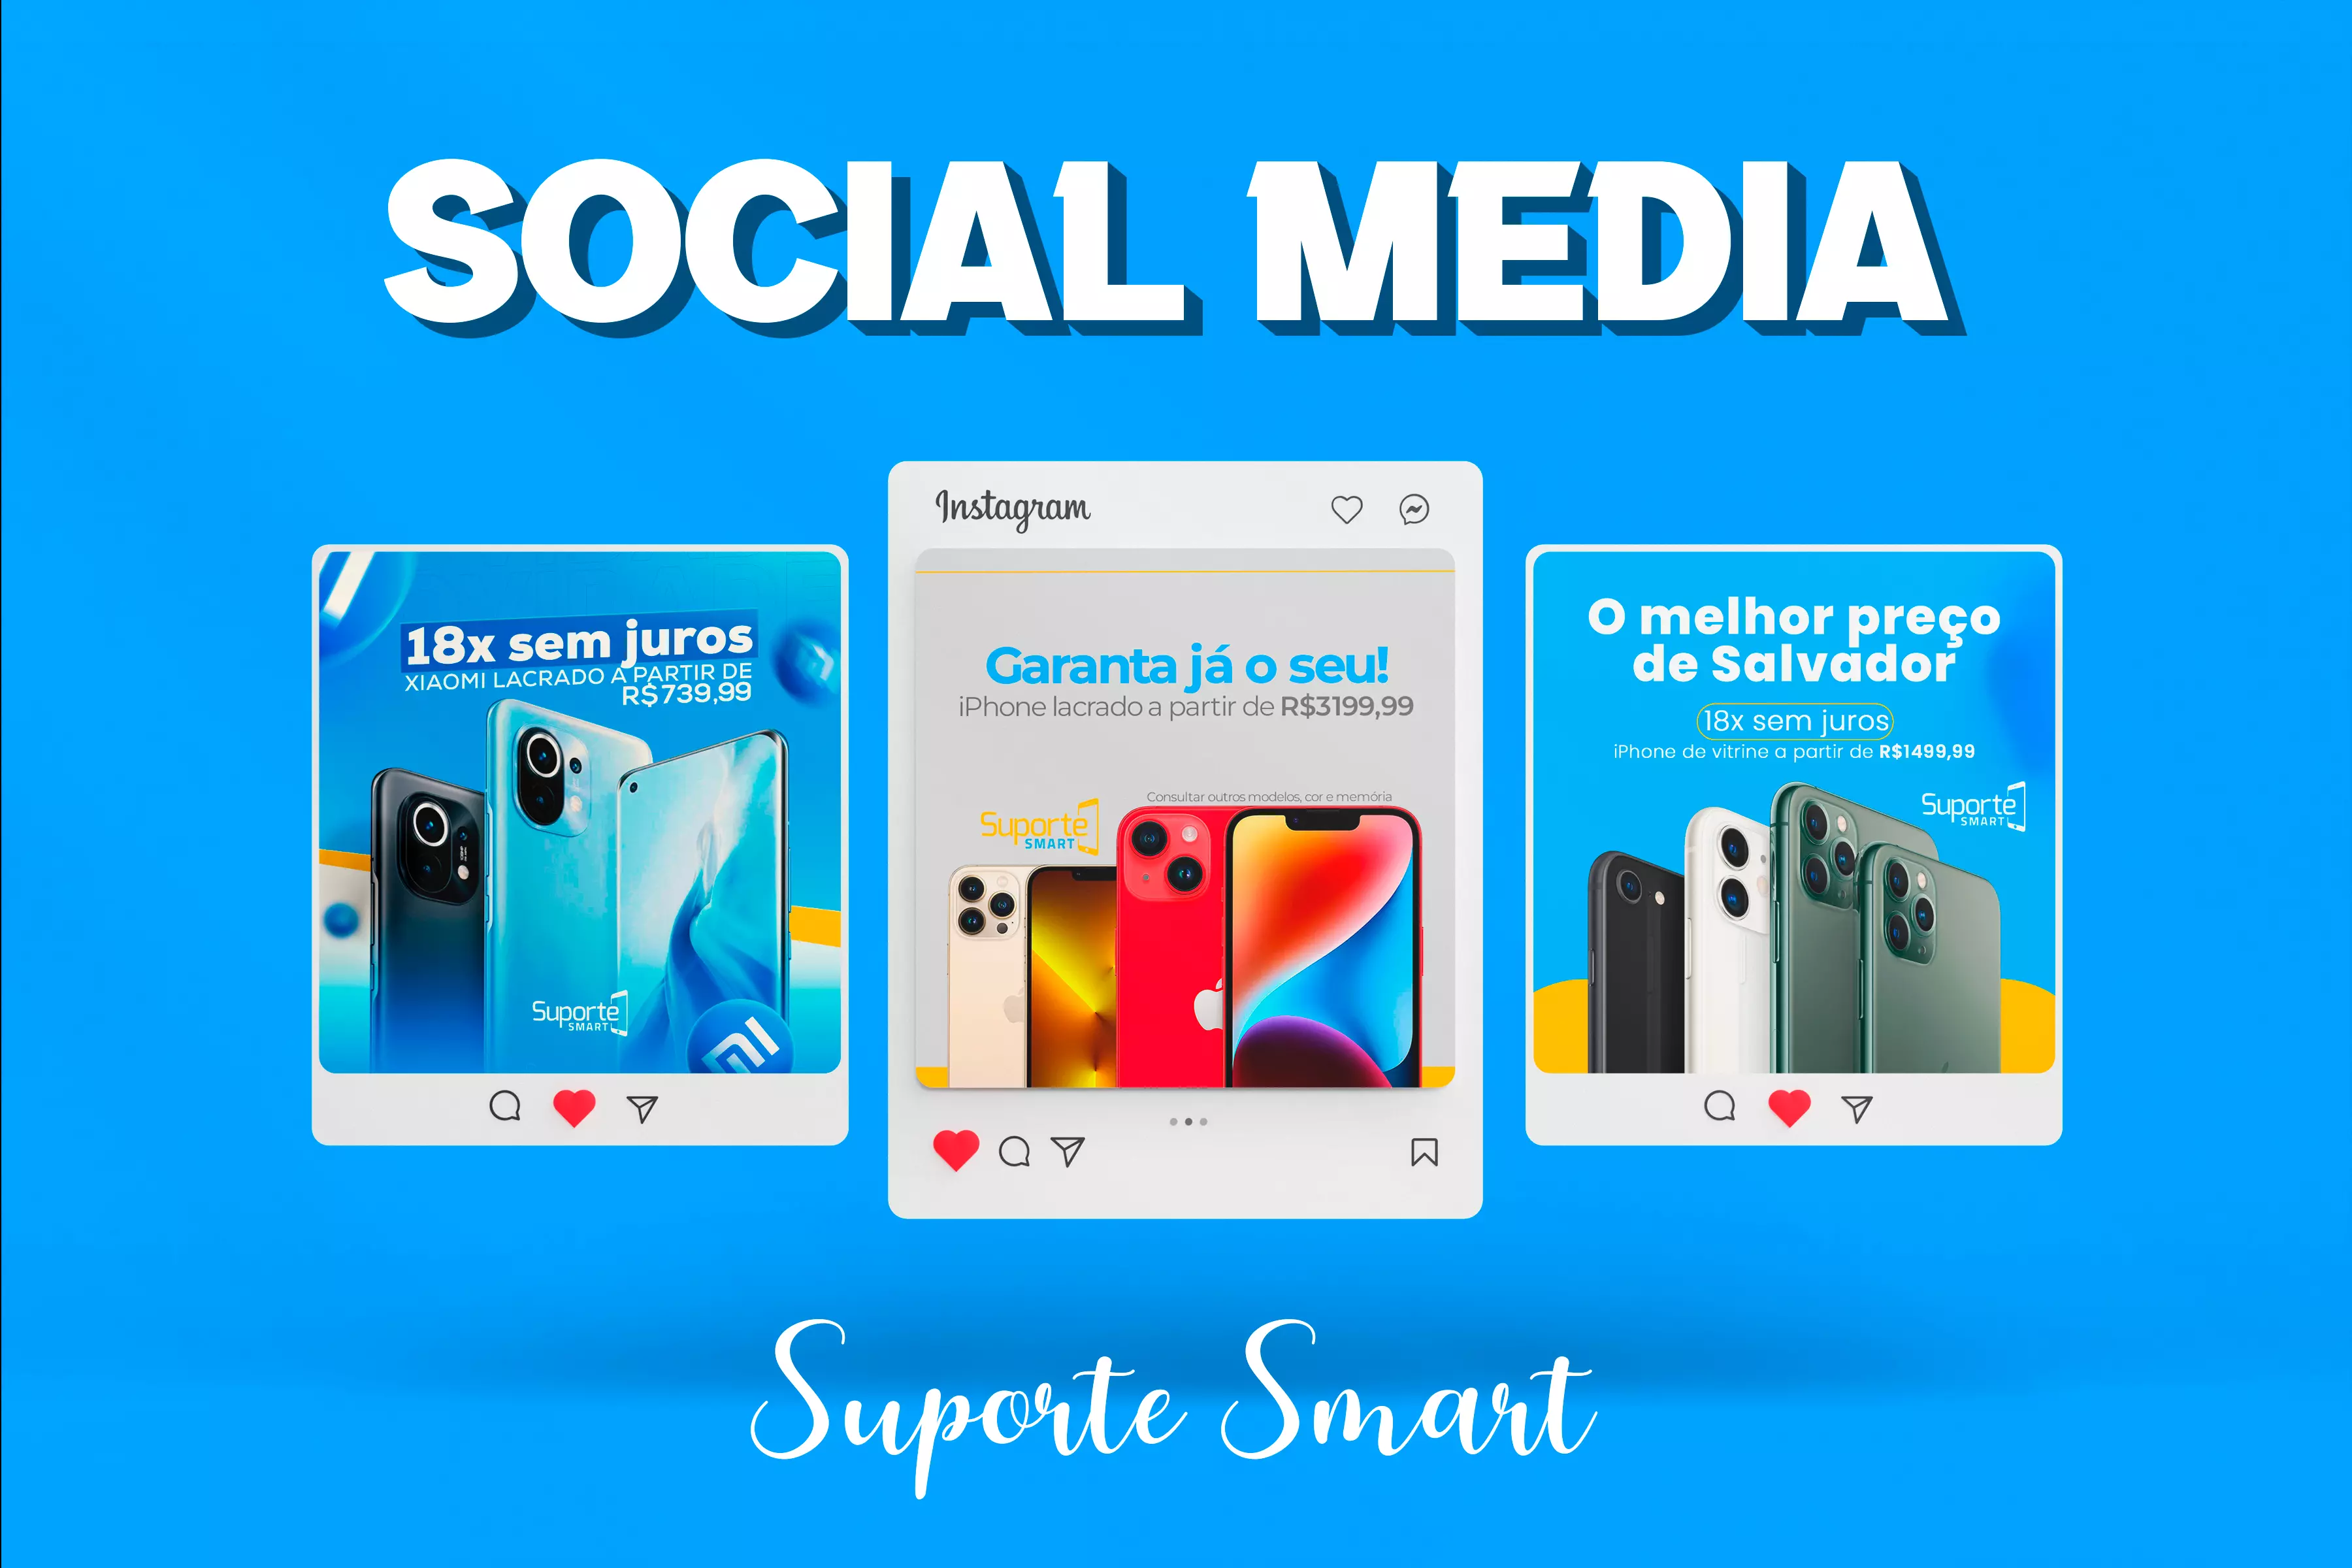 SOCIAL MEDIA
18x sem juros
XIAOMI LACRADO A PARTIR DE
R$739,99
Suporte
SMART
Instagram
Garanta já o seu!
iPhone lacrado a partir de R$3199,99
Consultar outros modelos, cor e memória
Suporte
SMART
O melhor preço
de Salvador
18x sem juros
iPhone de vitrine a partir de R$1499,99
Suporte
SMART
Suporte Smart